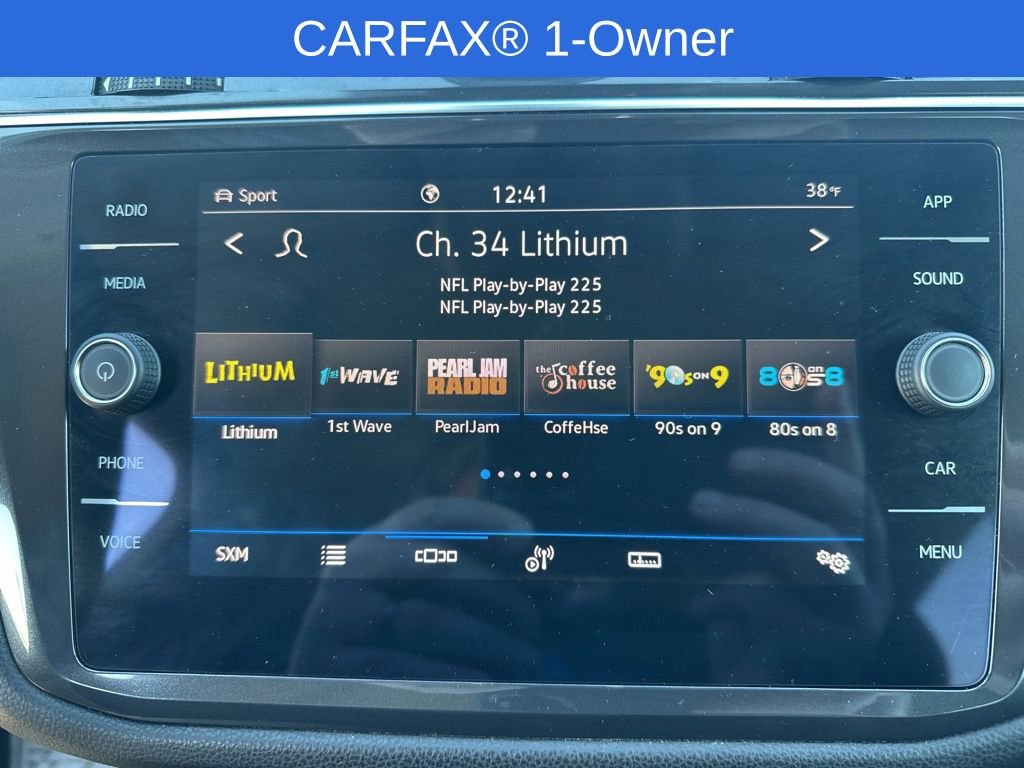 CARFAX® 1-Owner
Sport 12:41 38°F
RADIO
APP
Ch. 34 Lithium
MEDIA
SOUND
NFL Play-by-Play 225
NFL Play-by-Play 225
LITHIUM 1st WAVE PEARL JAM RADIO the coffee house '90s on 9 80s on 8
Lithium 1st Wave PearlJam CoffeHse 90s on 9 80s on 8
PHONE
CAR
VOICE
SXM
MENU